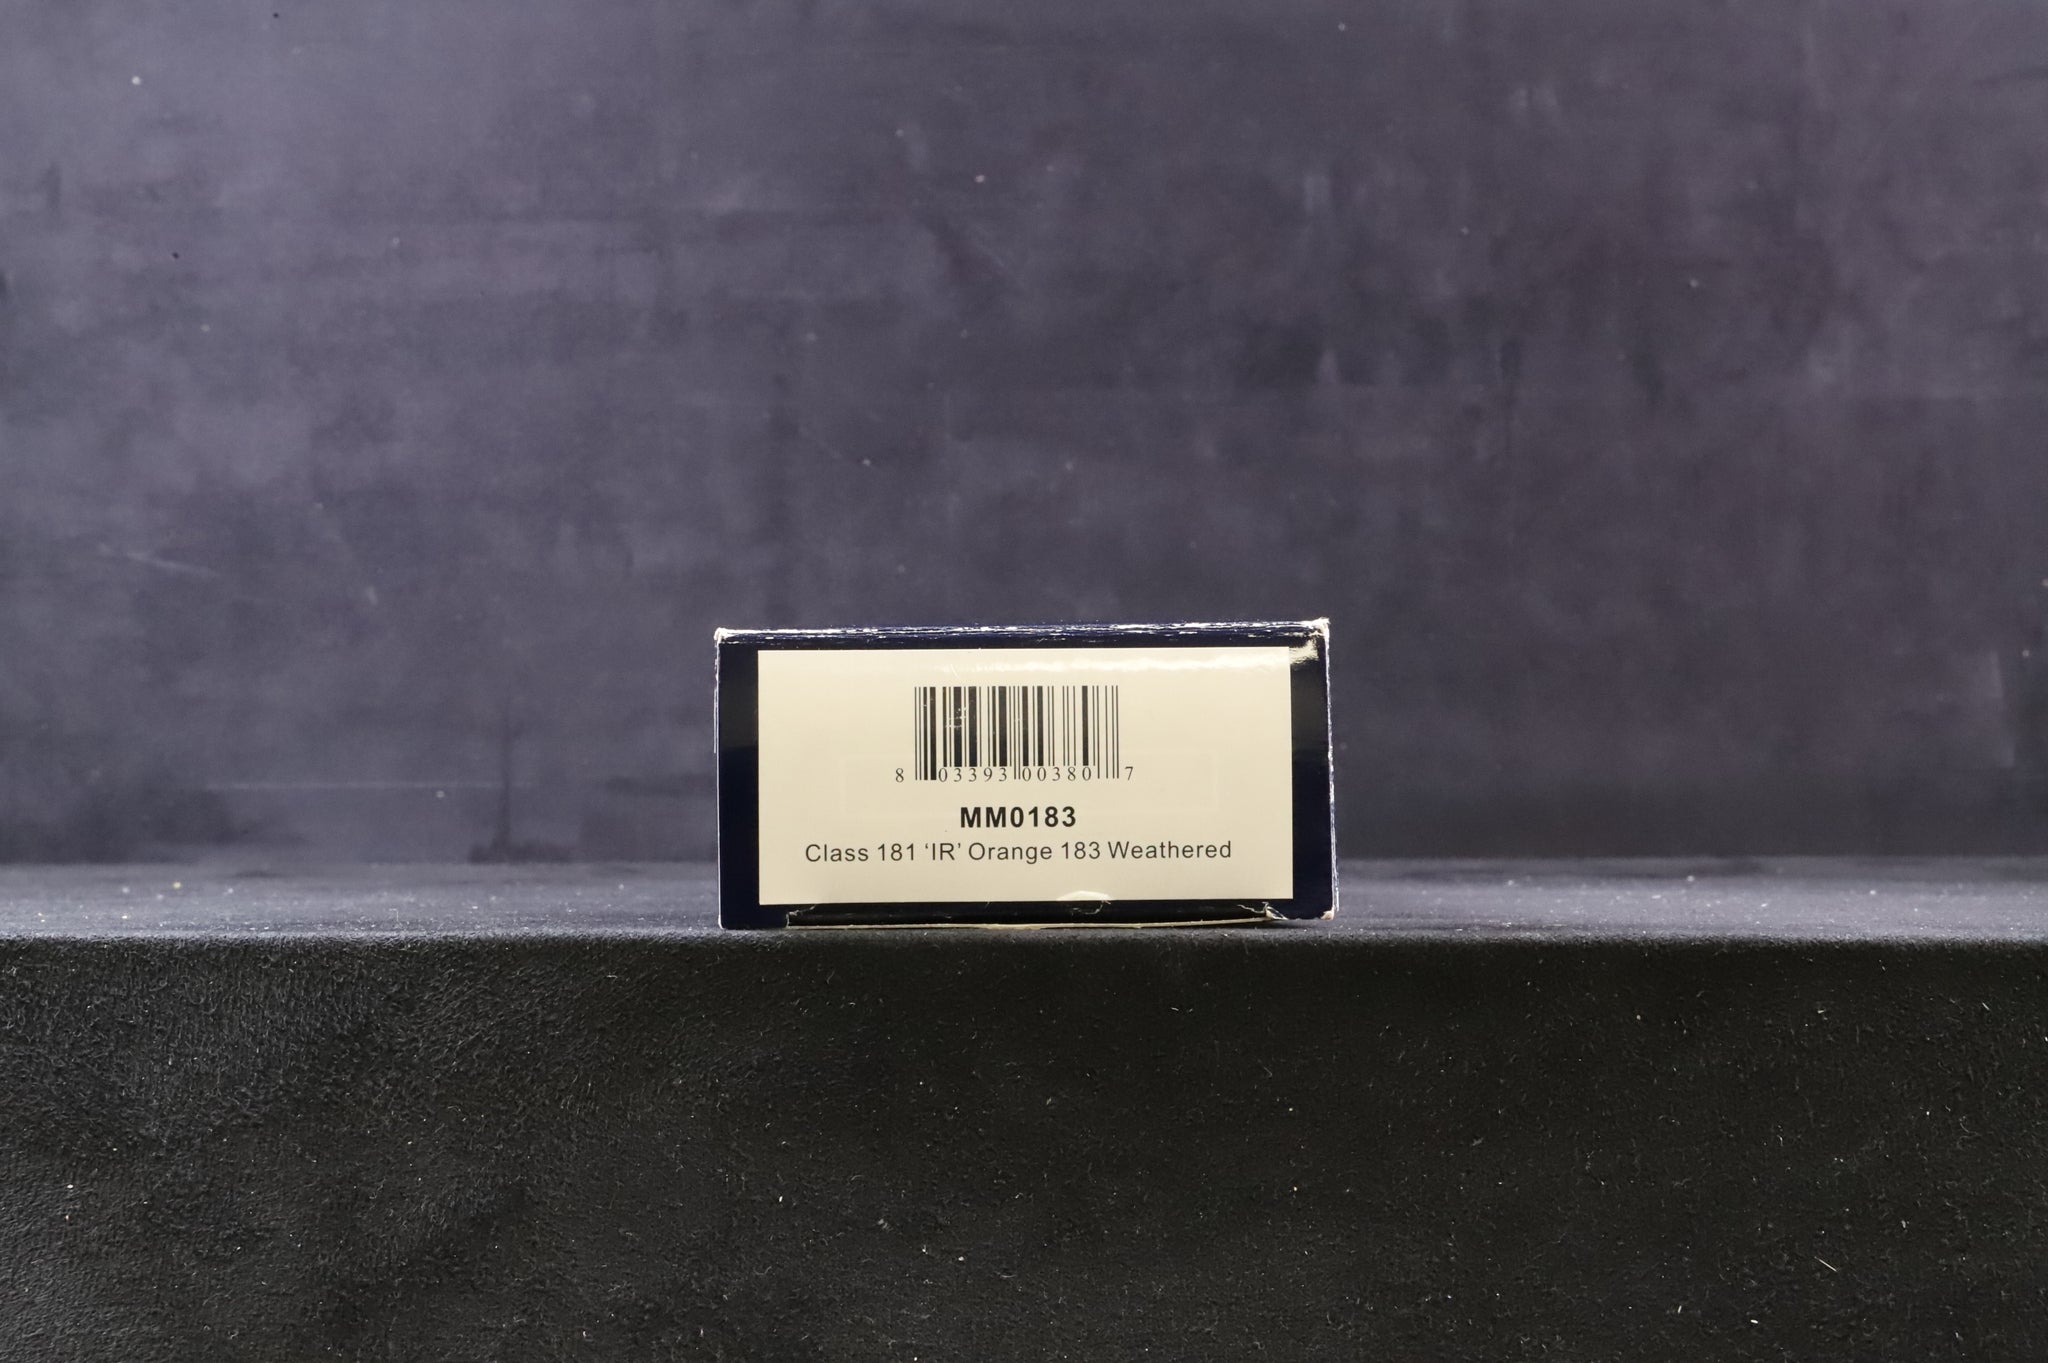 8 03393 00380 7
MM0183
Class 181 ‘IR’ Orange 183 Weathered